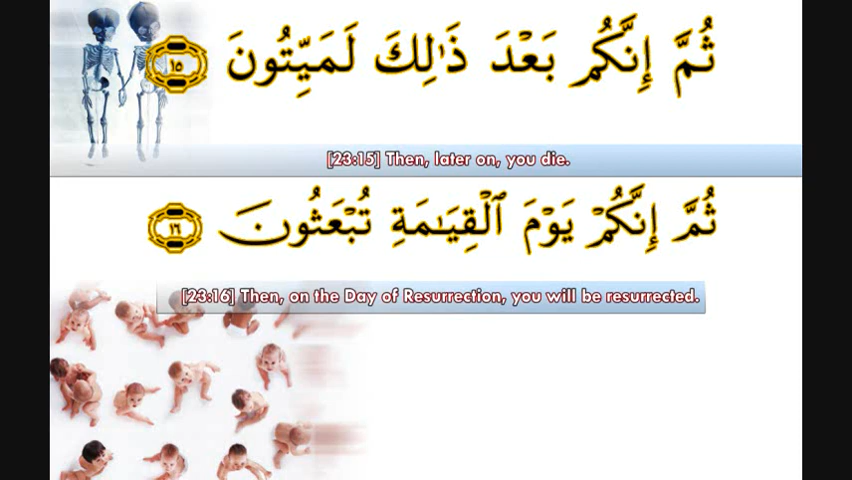 ثُمَّ إِنَّكُم بَعْدَ ذَٰلِكَ لَمَيِّتُونَ ١٥
[23:15] Then, later on, you die.
ثُمَّ إِنَّكُمْ يَوْمَ ٱلْقِيَـٰمَةِ تُبْعَثُونَ ١٦
[23:16] Then, on the Day of Resurrection, you will be resurrected.